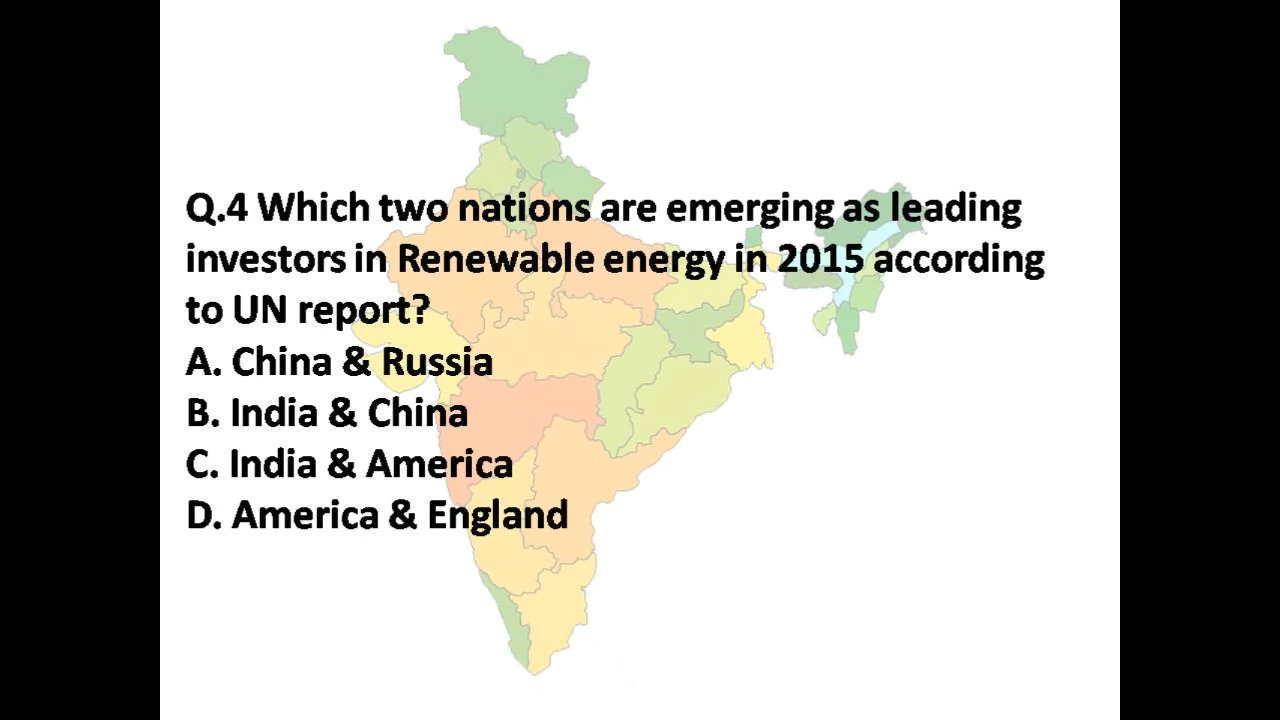 Q.4 Which two nations are emerging as leading
investors in Renewable energy in 2015 according
to UN report?
A. China & Russia
B. India & China
C. India & America
D. America & England